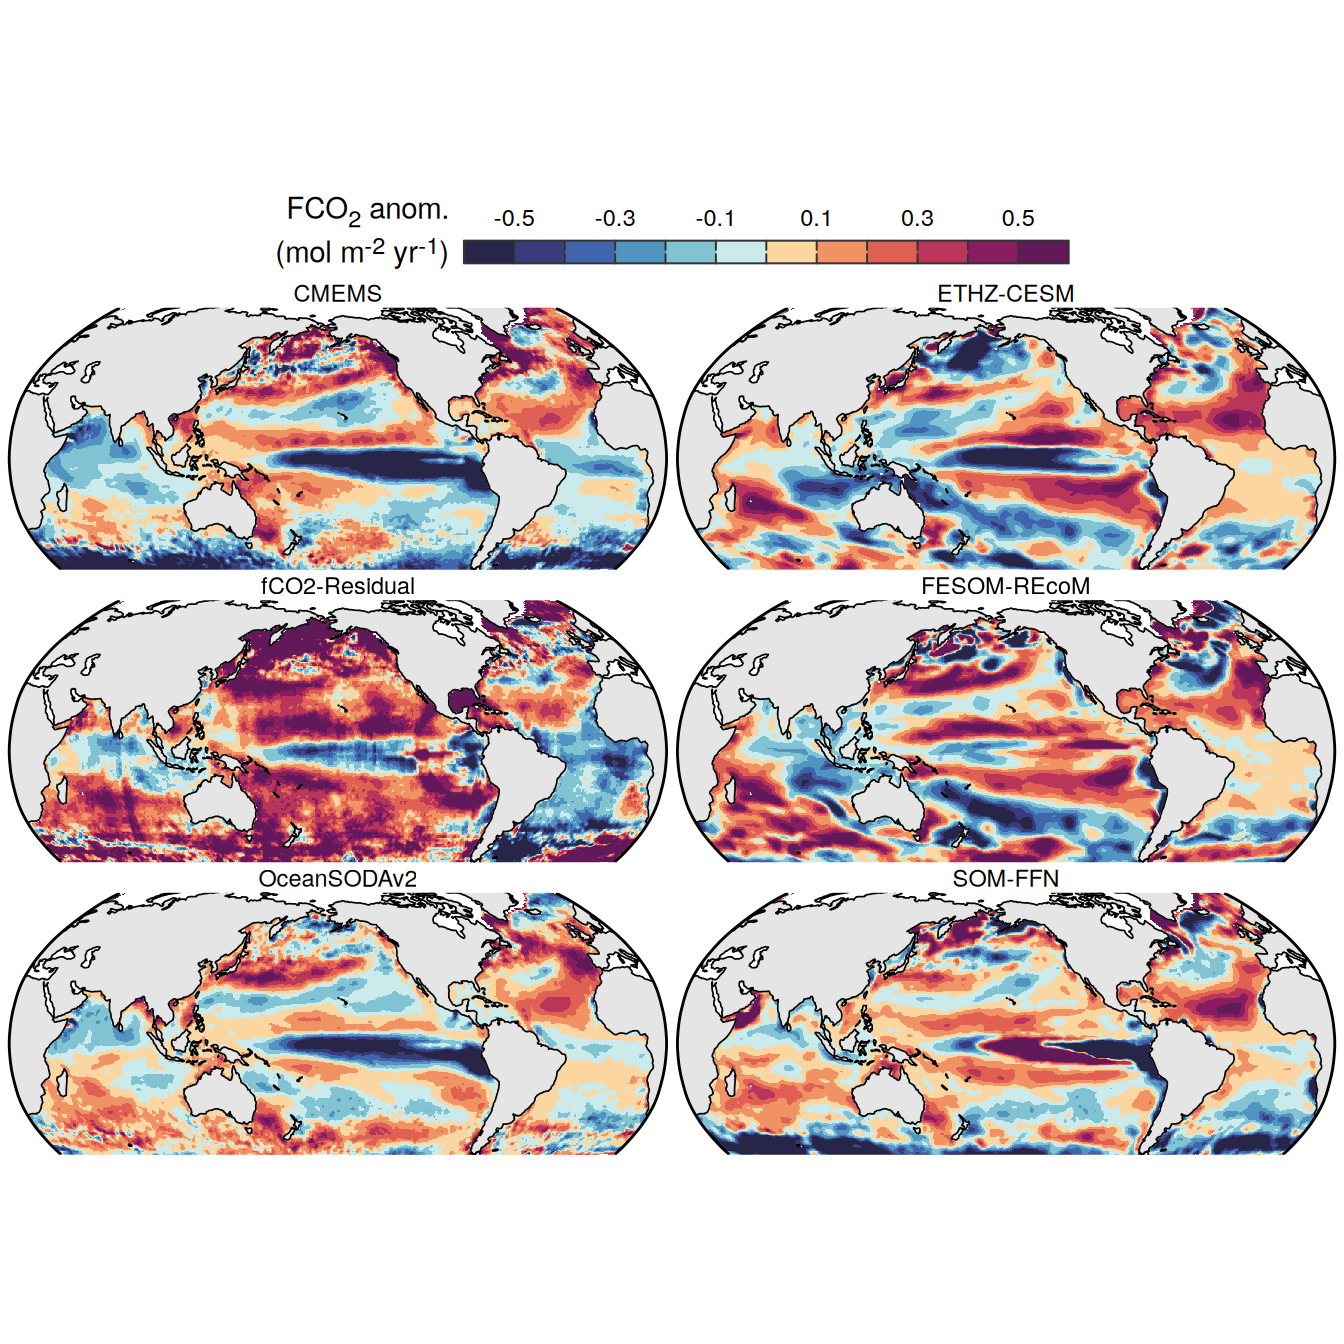 FCO₂ anom.
(mol m⁻² yr⁻¹)
-0.5 -0.3 -0.1 0.1 0.3 0.5
CMEMS ETHZ-CESM
fCO2-Residual FESOM-REcoM
OceanSODAv2 SOM-FFN